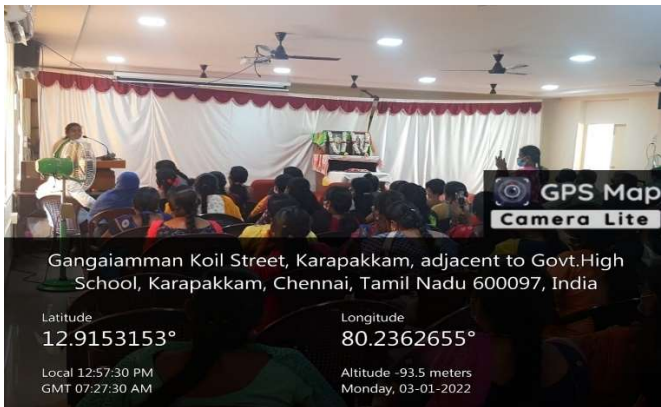 GPS Map
Camera Lite
Gangaiamman Koil Street, Karapakkam, adjacent to Govt.High
School, Karapakkam, Chennai, Tamil Nadu 600097, India
Latitude
12.9153153°
Longitude
80.2362655°
Local 12:57:30 PM
GMT 07:27:30 AM
Altitude -93.5 meters
Monday, 03-01-2022